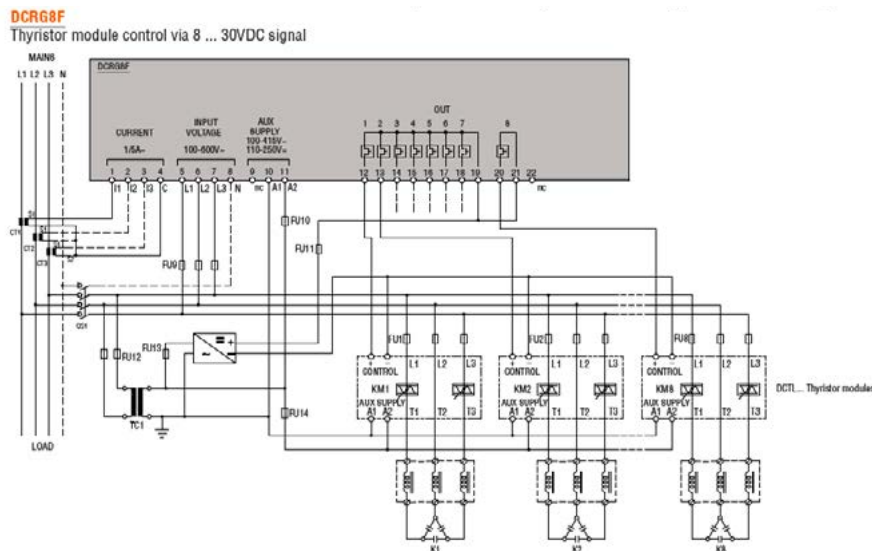 DCRG8F
Thyristor module control via 8 ... 30VDC signal
MAINS
L1 L2 L3 N
DCRG8F
OUT
CURRENT
1/5A~
INPUT
VOLTAGE
100-600V~
AUX
SUPPLY
100-415V~
110-250V=
1 2 3 4 5 6 7 8
1 2 3 4 5 6 7 8 9 10 11 12 13 14 15 16 17 18 19 20 21 22
I1 I2 I3 C L1 L2 L3 N nc A1 A2 nc
CT1
CT2
CT3
FU10
FU11
FU9
QS1
FU12
FU13
FU14
TC1
LOAD
FU1 L1 L2 L3
FU2 L1 L2 L3
FU8 L1 L2 L3
+ -
CONTROL
KM1
AUX SUPPLY
A1 A2 T1 T2 T3
+ -
CONTROL
KM2
AUX SUPPLY
A1 A2 T1 T2 T3
+ -
CONTROL
KM8
AUX SUPPLY
A1 A2 T1 T2 T3
DCTL... Thyristor modules
K1 K2 K8